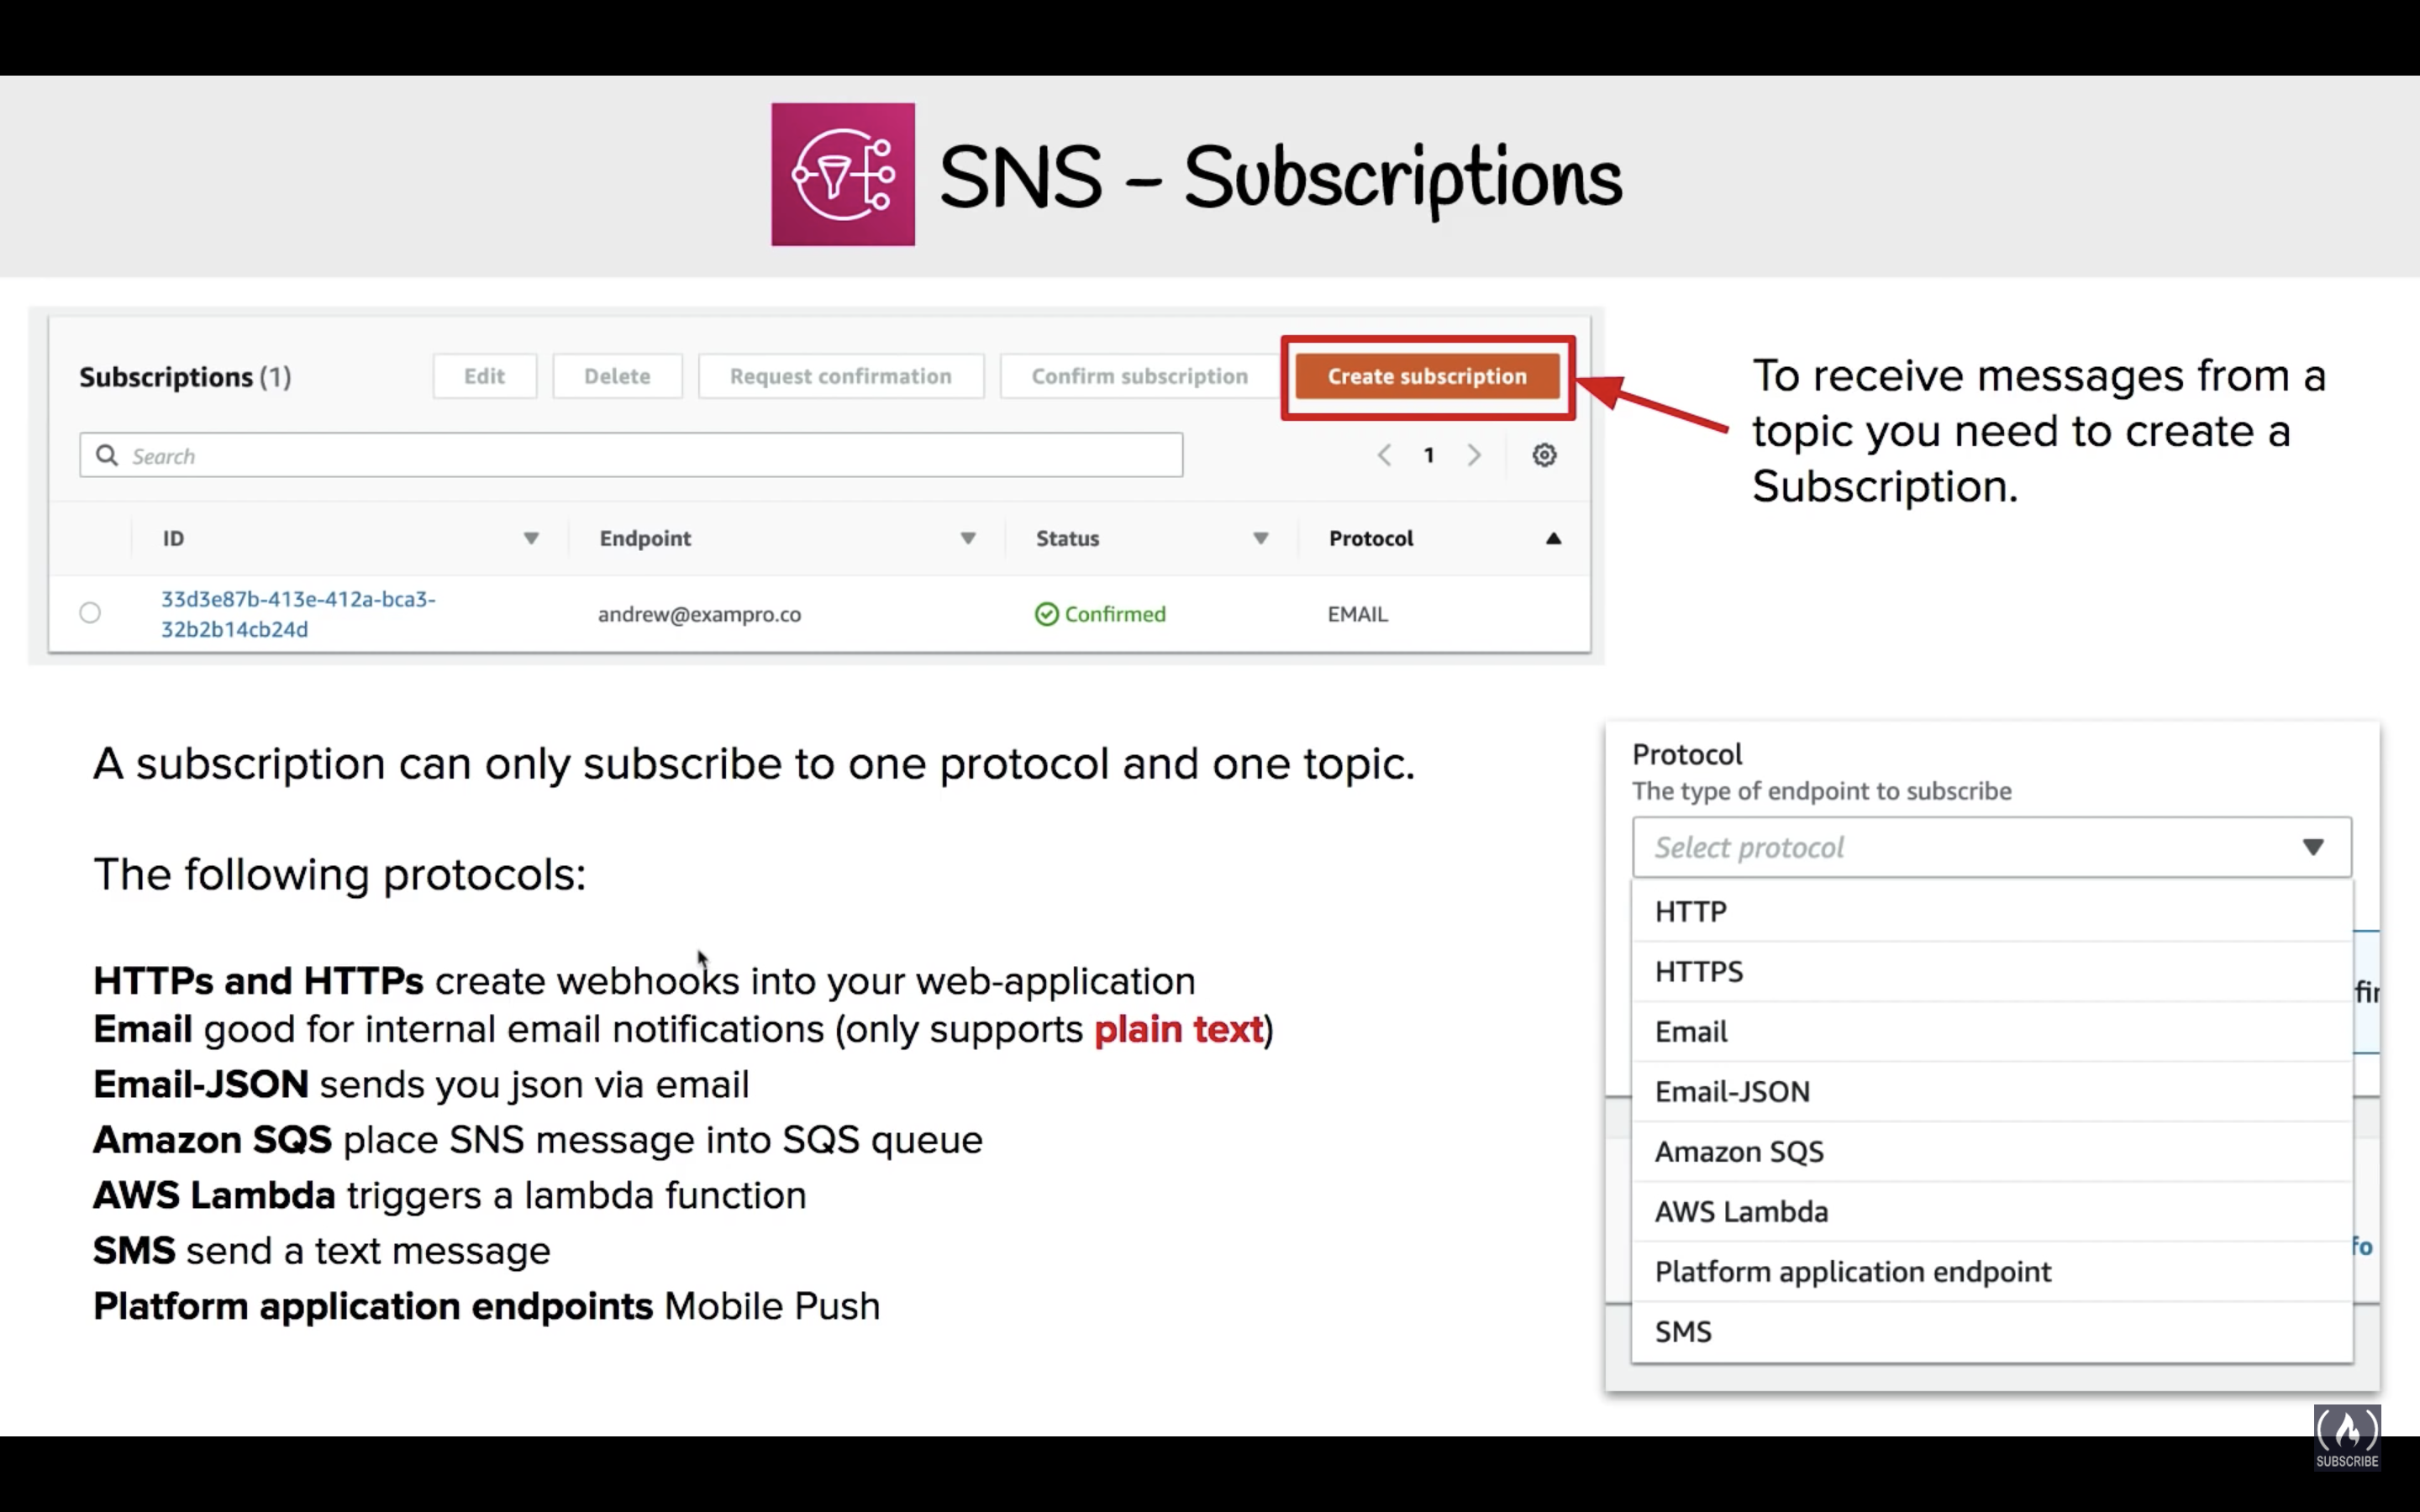 SNS – Subscriptions
Subscriptions (1)
Edit
Delete
Request confirmation
Confirm subscription
Create subscription
Search
1
ID
Endpoint
Status
Protocol
33d3e87b-413e-412a-bca3-
32b2b14cb24d
andrew@exampro.co
Confirmed
EMAIL
To receive messages from a
topic you need to create a
Subscription.
A subscription can only subscribe to one protocol and one topic.
The following protocols:
HTTPs and HTTPs create webhooks into your web-application
Email good for internal email notifications (only supports plain text)
Email-JSON sends you json via email
Amazon SQS place SNS message into SQS queue
AWS Lambda triggers a lambda function
SMS send a text message
Platform application endpoints Mobile Push
Protocol
The type of endpoint to subscribe
Select protocol
HTTP
HTTPS
Email
Email-JSON
Amazon SQS
AWS Lambda
Platform application endpoint
SMS
SUBSCRIBE